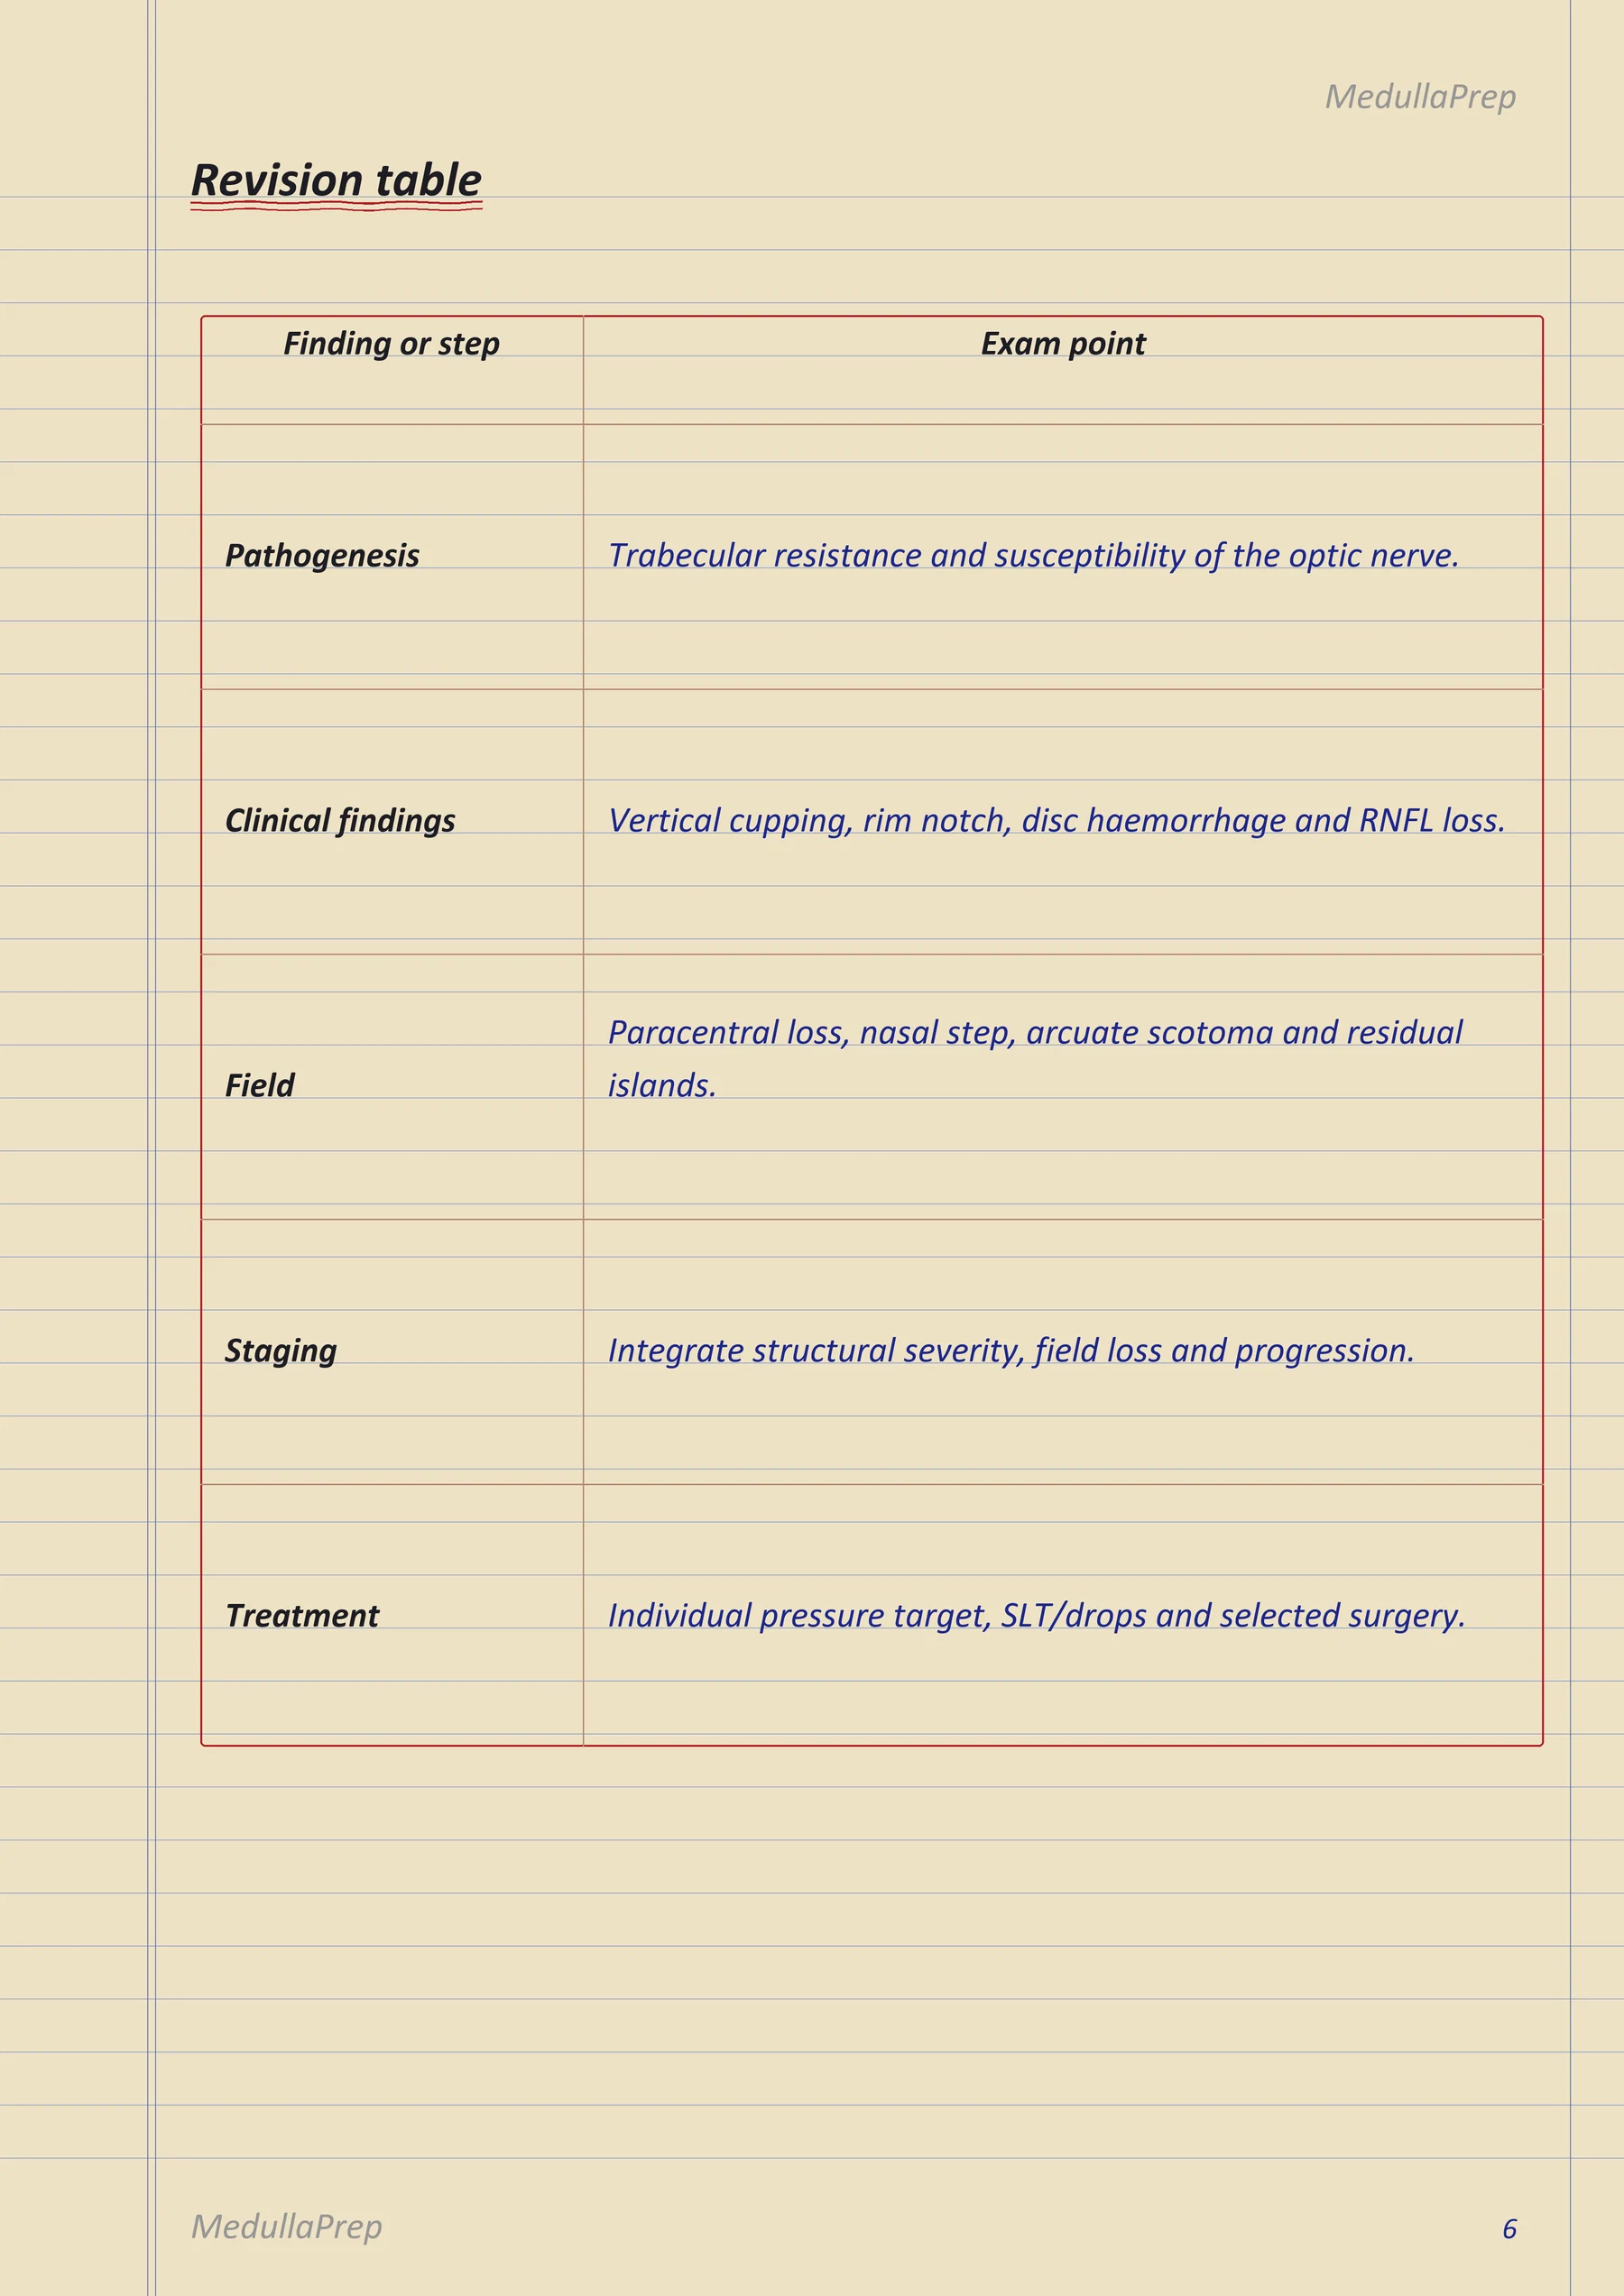 MedullaPrep
Revision table
Finding or step
Exam point
Pathogenesis
Trabecular resistance and susceptibility of the optic nerve.
Clinical findings
Vertical cupping, rim notch, disc haemorrhage and RNFL loss.
Field
Paracentral loss, nasal step, arcuate scotoma and residual
islands.
Staging
Integrate structural severity, field loss and progression.
Treatment
Individual pressure target, SLT/drops and selected surgery.
MedullaPrep
6